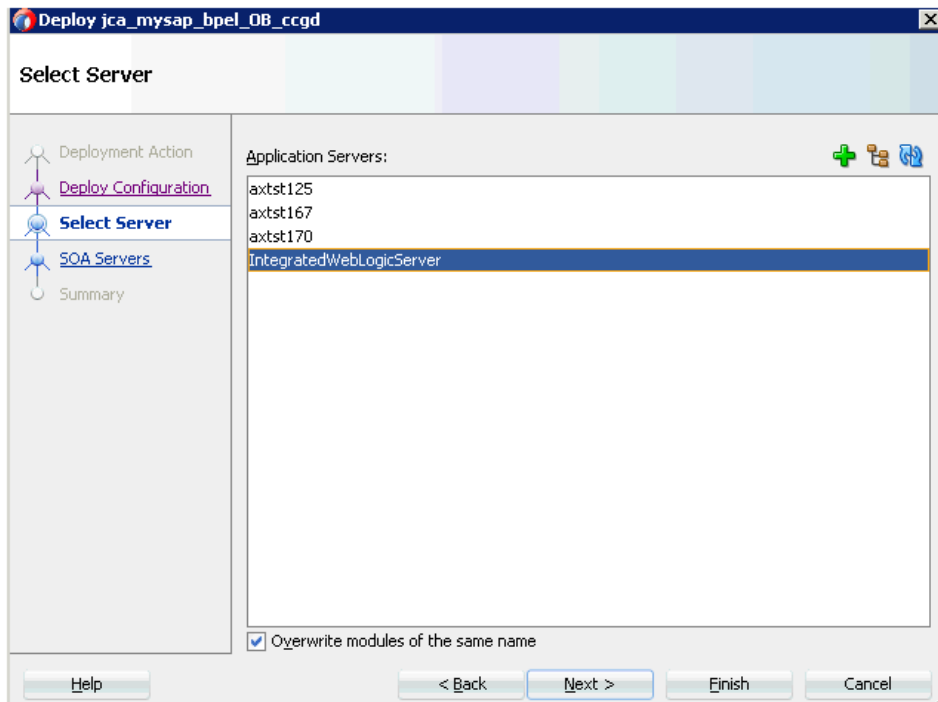 Deploy jca_mysap_bpel_OB_ccgd
Select Server
Deployment Action
Deploy Configuration
Select Server
SOA Servers
Summary
Application Servers:
axtst125
axtst167
axtst170
IntegratedWebLogicServer
Overwrite modules of the same name
Help
< Back
Next >
Finish
Cancel